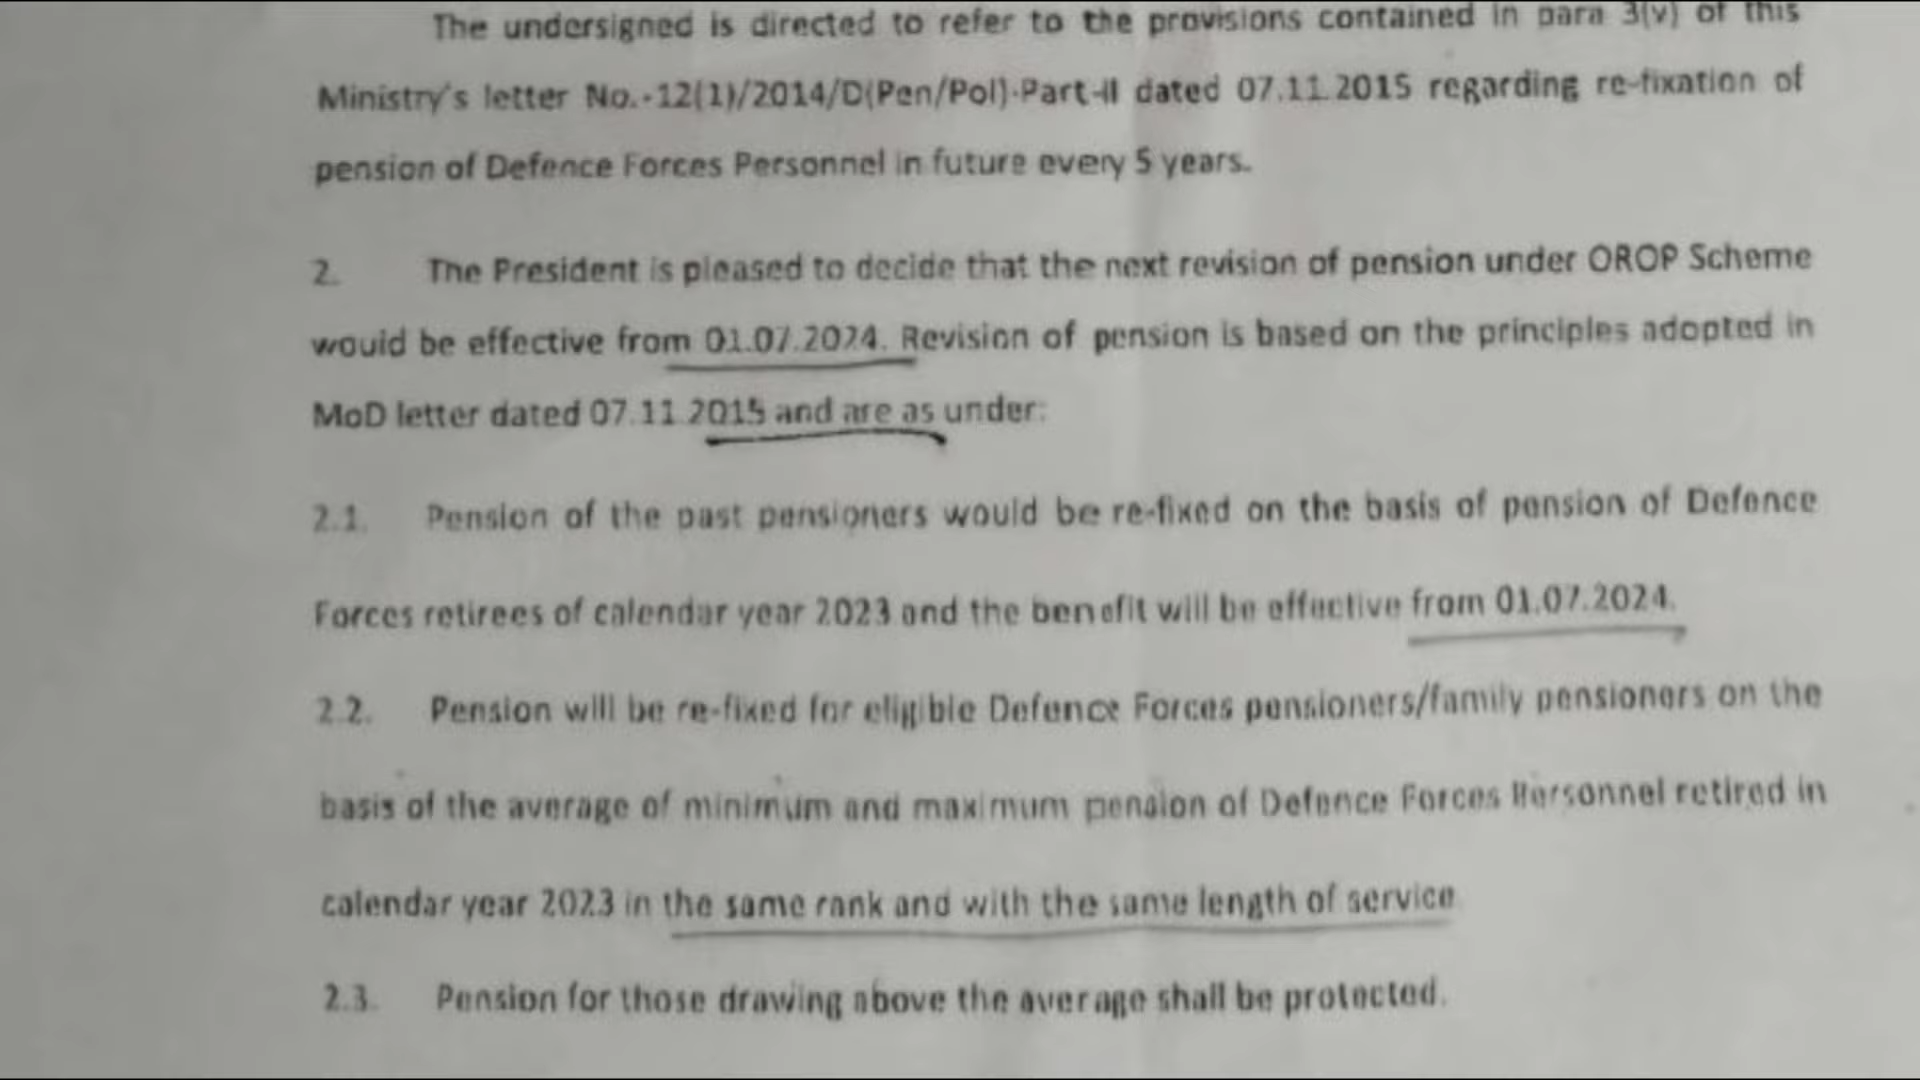 The undersigned is directed to refer to the provisions contained in para 3(v) of this
Ministry's letter No.-12(1)/2014/D(Pen/Pol)-Part-II dated 07.11.2015 regarding re-fixation of
pension of Defence Forces Personnel in future every 5 years.
2. The President is pleased to decide that the next revision of pension under OROP Scheme
would be effective from 01.07.2024. Revision of pension is based on the principles adopted in
MoD letter dated 07.11.2015 and are as under:
2.1. Pension of the past pensioners would be re-fixed on the basis of pension of Defence
Forces retirees of calendar year 2023 and the benefit will be effective from 01.07.2024.
2.2. Pension will be re-fixed for eligible Defence Forces pensioners/family pensioners on the
basis of the average of minimum and maximum pension of Defence Forces Personnel retired in
calendar year 2023 in the same rank and with the same length of service
2.3. Pension for those drawing above the average shall be protected.